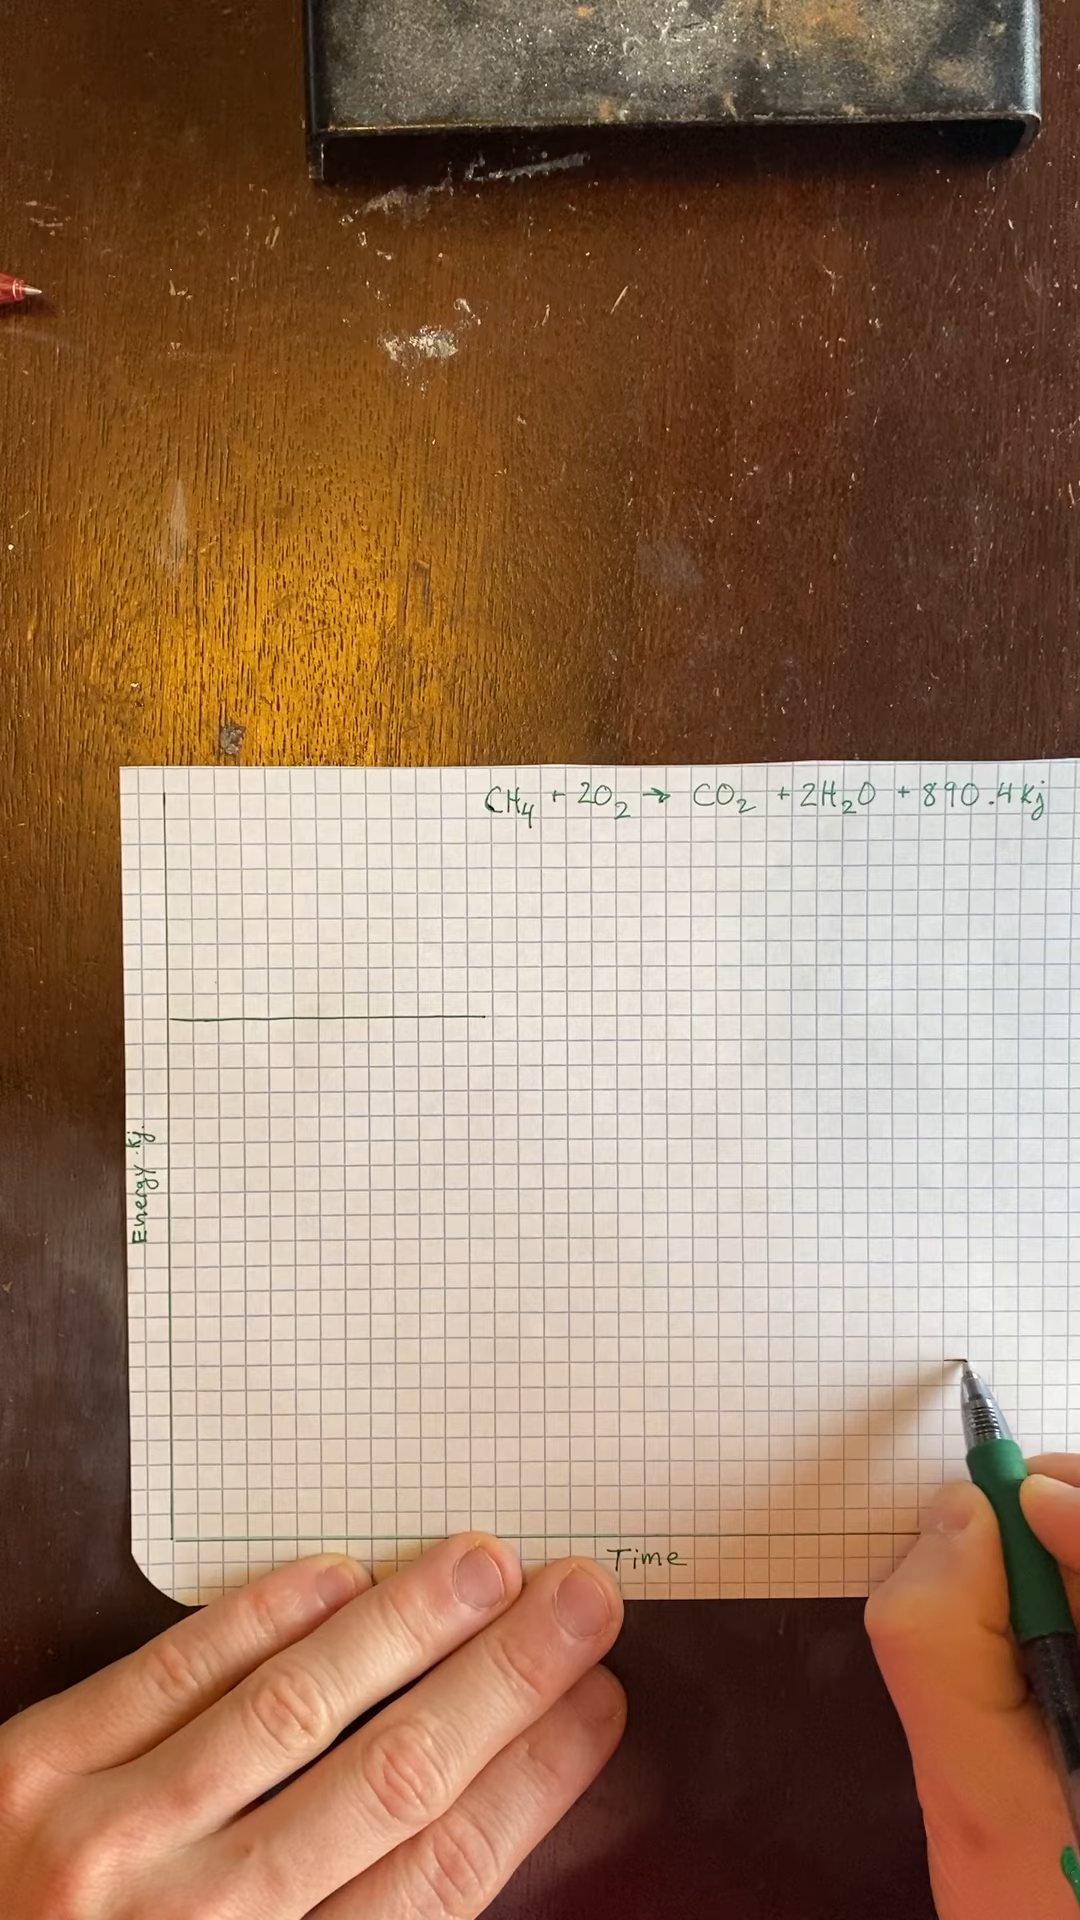 CH₄ + 2O₂ → CO₂ + 2H₂O + 890.4 kj
Energy kj.
Time